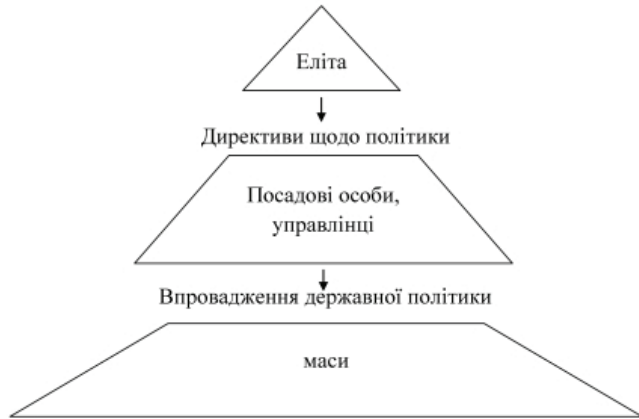 Еліта
Директиви щодо політики
Посадові особи,
управлінці
Впровадження державної політики
маси